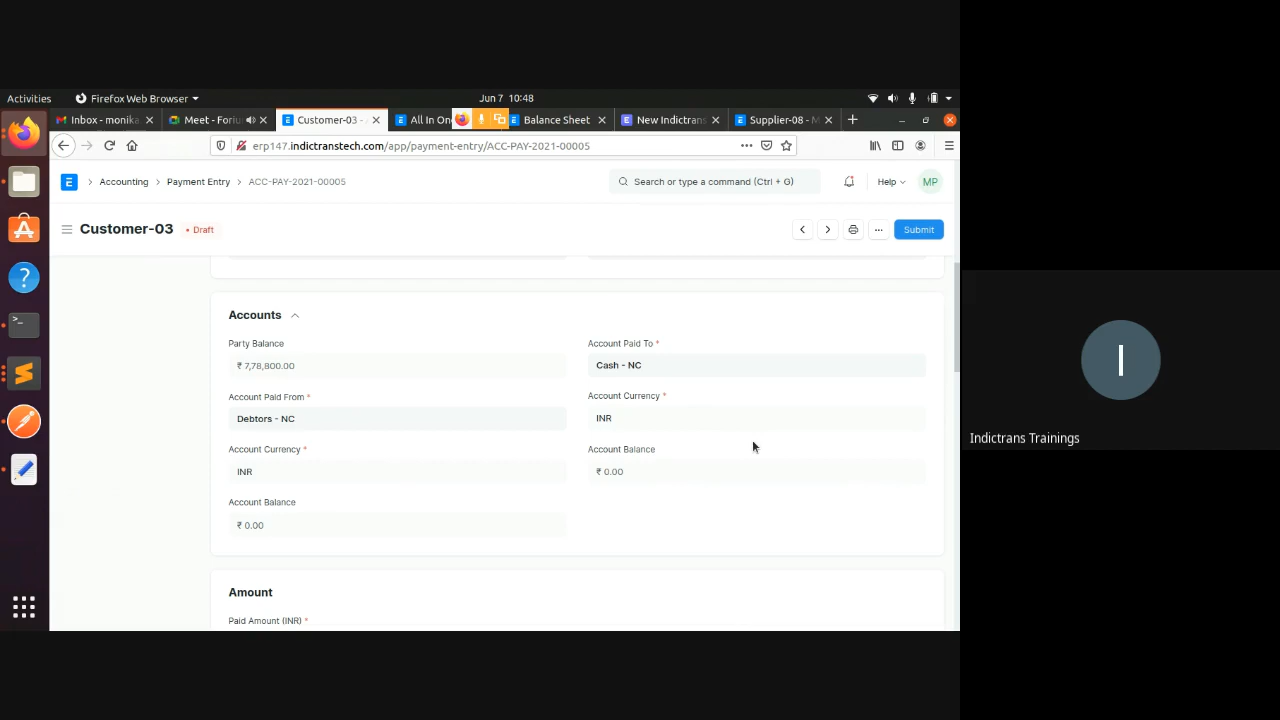 Activities
Firefox Web Browser
Jun 7 10:48
Inbox - monika
Meet - Foriu
Customer-03 -
All In On
Balance Sheet
New Indictrans
Supplier-08 - M
erp147.indictranstech.com/app/payment-entry/ACC-PAY-2021-00005
Accounting
Payment Entry
ACC-PAY-2021-00005
Search or type a command (Ctrl + G)
Help
MP
Customer-03
Draft
Submit
Accounts
Party Balance
₹ 7,78,800.00
Account Paid To *
Cash - NC
Account Paid From *
Debtors - NC
Account Currency *
INR
Account Currency *
INR
Account Balance
₹ 0.00
Account Balance
₹ 0.00
Amount
Paid Amount (INR) *
I
Indictrans Trainings